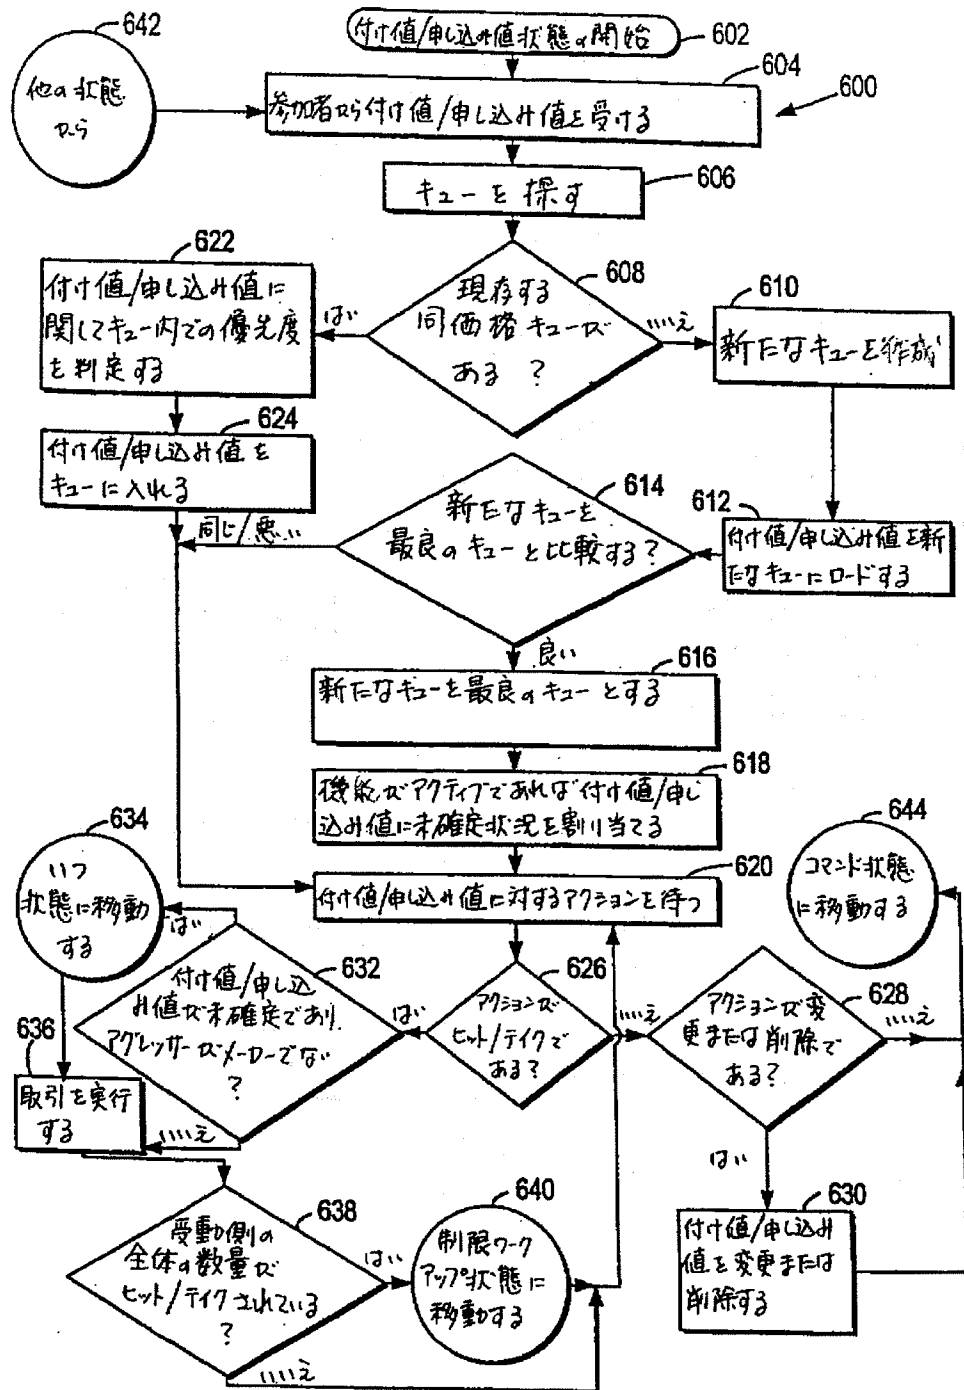 642
付け値/申し込み値状態の開始
602
他の状態
から
604
600
参加者から付け値/申し込み値を受ける
606
キューを探す
622
付け値/申し込み値に
関してキュー内での優先度
を判定する
はい
608
現存する
同価格キューが
ある?
いいえ
610
新たなキューを作成
624
付け値/申し込み値を
キューに入れる
同じ/悪い
614
新たなキューを
最良のキューと比較する?
612
付け値/申し込み値を新
たなキューにロードする
良い
616
新たなキューを最良のキューとする
618
機能がアクティブであれば付け値/申し
込み値に未確定状況を割り当てる
634
いつ
状態に移動
する
620
付け値/申し込み値に対するアクションを待つ
644
コマンド状態
に移動する
はい
632
付け値/申し込
み値が未確定であり、
アグレッサーがメーカーでない
?
はい
626
アクションが
ヒット/テイクで
ある?
いいえ
628
アクションが変
更または削除で
ある?
いいえ
636
取引を実行
する
いいえ
はい
638
受動側の
全体の数量が
ヒット/テイクされている
?
はい
640
制限ワーク
アップ状態に
移動する
630
付け値/申し込み
値を変更または
削除する
いいえ